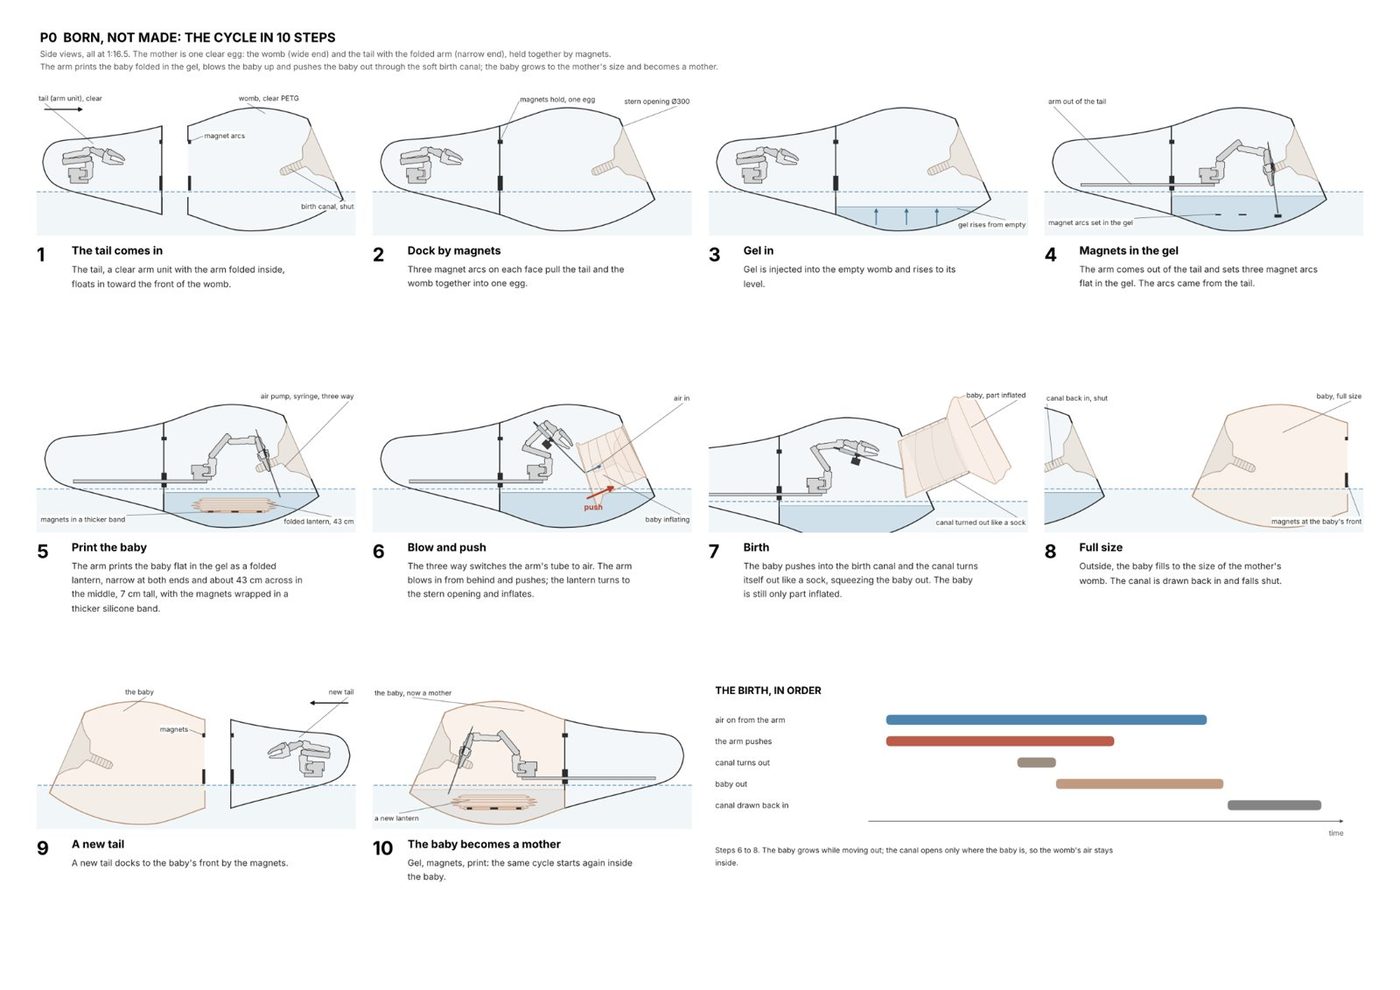 P0 BORN, NOT MADE: THE CYCLE IN 10 STEPS
Side views, all at 1:16.5. The mother is one clear egg: the womb (wide end) and the tail with the folded arm (narrow end), held together by magnets.
The arm prints the baby folded in the gel, blows the baby up and pushes the baby out through the soft birth canal; the baby grows to the mother's size and becomes a mother.
tail (arm unit), clear
womb, clear PETG
magnet arcs
birth canal, shut
1 The tail comes in
The tail, a clear arm unit with the arm folded inside,
floats in toward the front of the womb.
magnets hold, one egg
stern opening Ø300
2 Dock by magnets
Three magnet arcs on each face pull the tail and the
womb together into one egg.
gel rises from empty
3 Gel in
Gel is injected into the empty womb and rises to its
level.
arm out of the tail
magnet arcs set in the gel
4 Magnets in the gel
The arm comes out of the tail and sets three magnet arcs
flat in the gel. The arcs came from the tail.
air pump, syringe, three way
magnets in a thicker band
folded lantern, 43 cm
5 Print the baby
The arm prints the baby flat in the gel as a folded
lantern, narrow at both ends and about 43 cm across in
the middle, 7 cm tall, with the magnets wrapped in a
thicker silicone band.
air in
push
baby inflating
6 Blow and push
The three way switches the arm's tube to air. The arm
blows in from behind and pushes; the lantern turns to
the stern opening and inflates.
baby, part inflated
canal turned out like a sock
7 Birth
The baby pushes into the birth canal and the canal turns
itself out like a sock, squeezing the baby out. The baby
is still only part inflated.
canal back in, shut
baby, full size
magnets at the baby's front
8 Full size
Outside, the baby fills to the size of the mother's
womb. The canal is drawn back in and falls shut.
the baby
new tail
magnets
9 A new tail
A new tail docks to the baby's front by the magnets.
the baby, now a mother
a new lantern
10 The baby becomes a mother
Gel, magnets, print: the same cycle starts again inside
the baby.
THE BIRTH, IN ORDER
air on from the arm
the arm pushes
canal turns out
baby out
canal drawn back in
time
Steps 6 to 8. The baby grows while moving out; the canal opens only where the baby is, so the womb's air stays
inside.